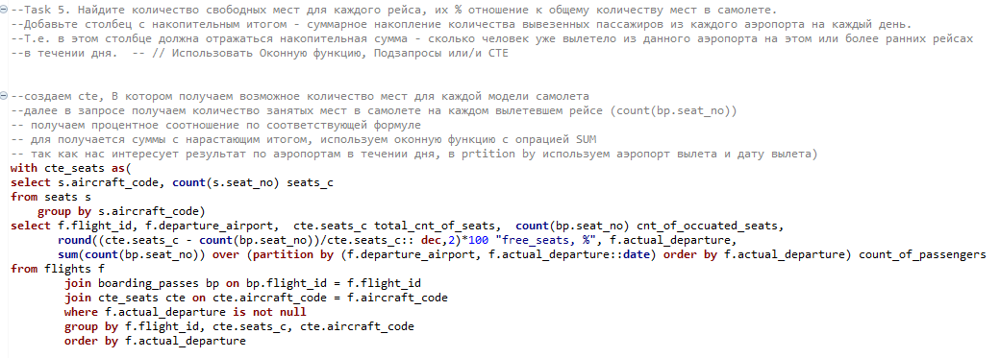 --Task 5. Найдите количество свободных мест для каждого рейса, их % отношение к общему количеству мест в самолете.
--Добавьте столбец с накопительным итогом - суммарное накопление количества вывезенных пассажиров из каждого аэропорта на каждый день.
--Т.е. в этом столбце должна отражаться накопительная сумма - сколько человек уже вылетело из данного аэропорта на этом или более ранних рейсах
--в течении дня.  -- // Использовать Оконную функцию, Подзапросы или/и CTE
--создаем cte, В котором получаем возможное количество мест для каждой модели самолета
--далее в запросе получаем количество занятых мест в самолете на каждом вылетевшем рейсе (count(bp.seat_no))
-- получаем процентное соотношение по соответствующей формуле
-- для получается суммы с нарастающим итогом, используем оконную функцию с опрацией SUM
-- так как нас интересует результат по аэропортам в течении дня, в prtition by используем аэропорт вылета и дату вылета)
with cte_seats as(
select s.aircraft_code, count(s.seat_no) seats_c
from seats s
group by s.aircraft_code)
select f.flight_id, f.departure_airport,  cte.seats_c total_cnt_of_seats,  count(bp.seat_no) cnt_of_occuated_seats,
round((cte.seats_c - count(bp.seat_no))/cte.seats_c:: dec,2)*100 "free_seats, %", f.actual_departure,
sum(count(bp.seat_no)) over (partition by (f.departure_airport, f.actual_departure::date) order by f.actual_departure) count_of_passengers
from flights f
join boarding_passes bp on bp.flight_id = f.flight_id
join cte_seats cte on cte.aircraft_code = f.aircraft_code
where f.actual_departure is not null
group by f.flight_id, cte.seats_c, cte.aircraft_code
order by f.actual_departure